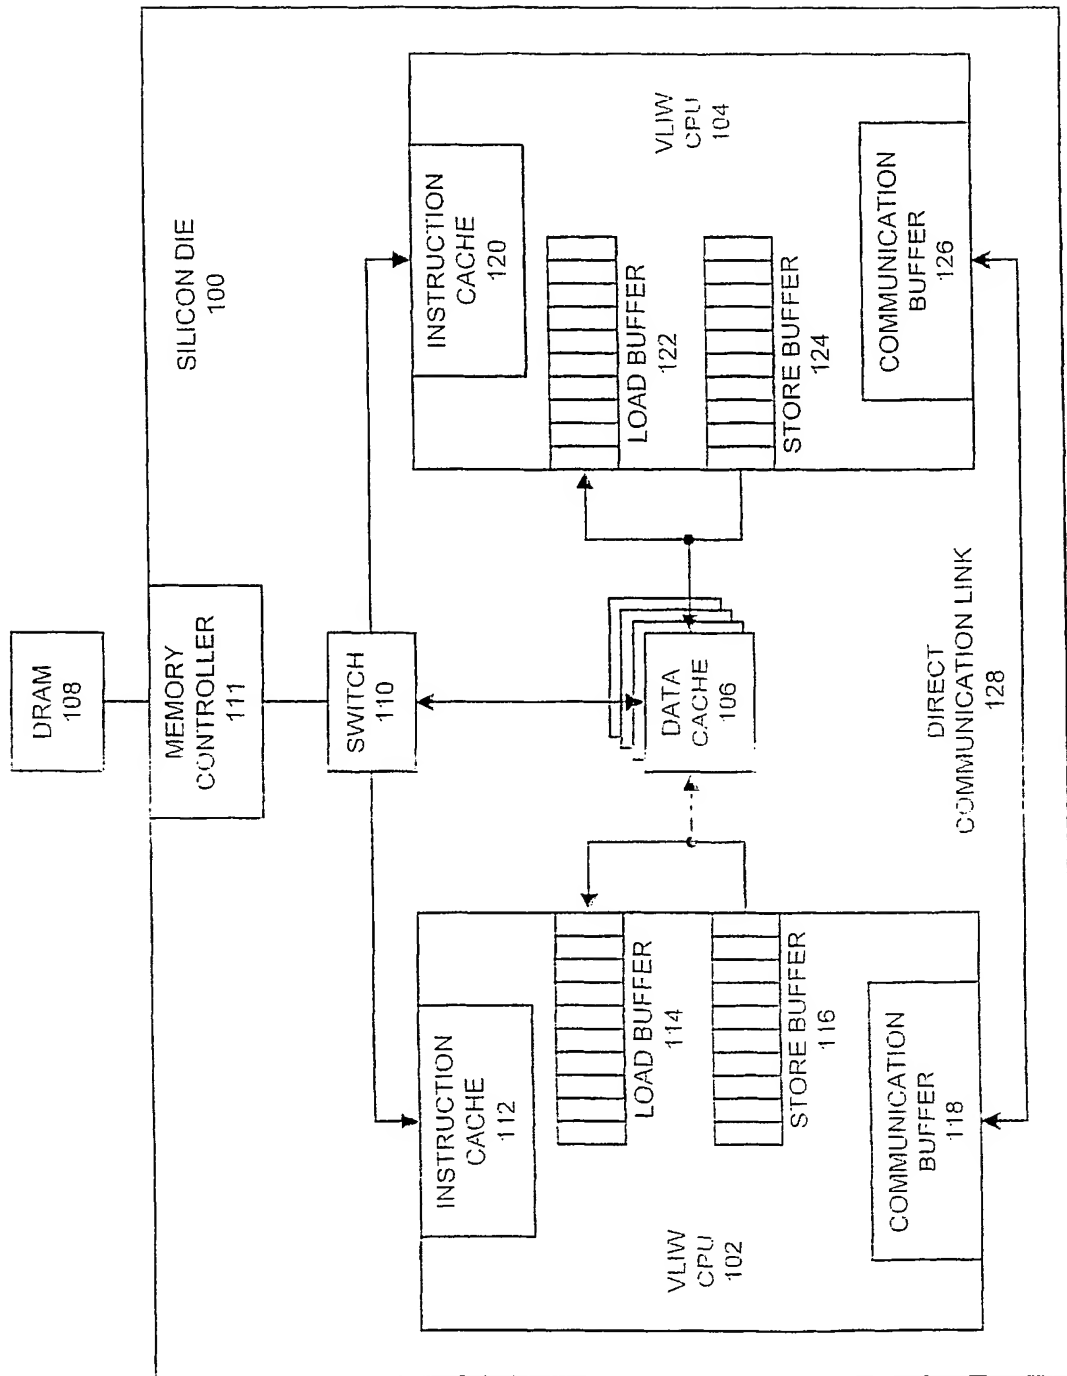 DRAM
108
MEMORY
CONTROLLER
111
SILICON DIE
100
SWITCH
110
INSTRUCTION
CACHE
112
LOAD BUFFER
114
STORE BUFFER
116
VLIW
CPU
102
COMMUNICATION
BUFFER
118
DATA
CACHE
106
INSTRUCTION
CACHE
120
LOAD BUFFER
122
STORE BUFFER
124
VLIW
CPU
104
COMMUNICATION
BUFFER
126
DIRECT
COMMUNICATION LINK
128